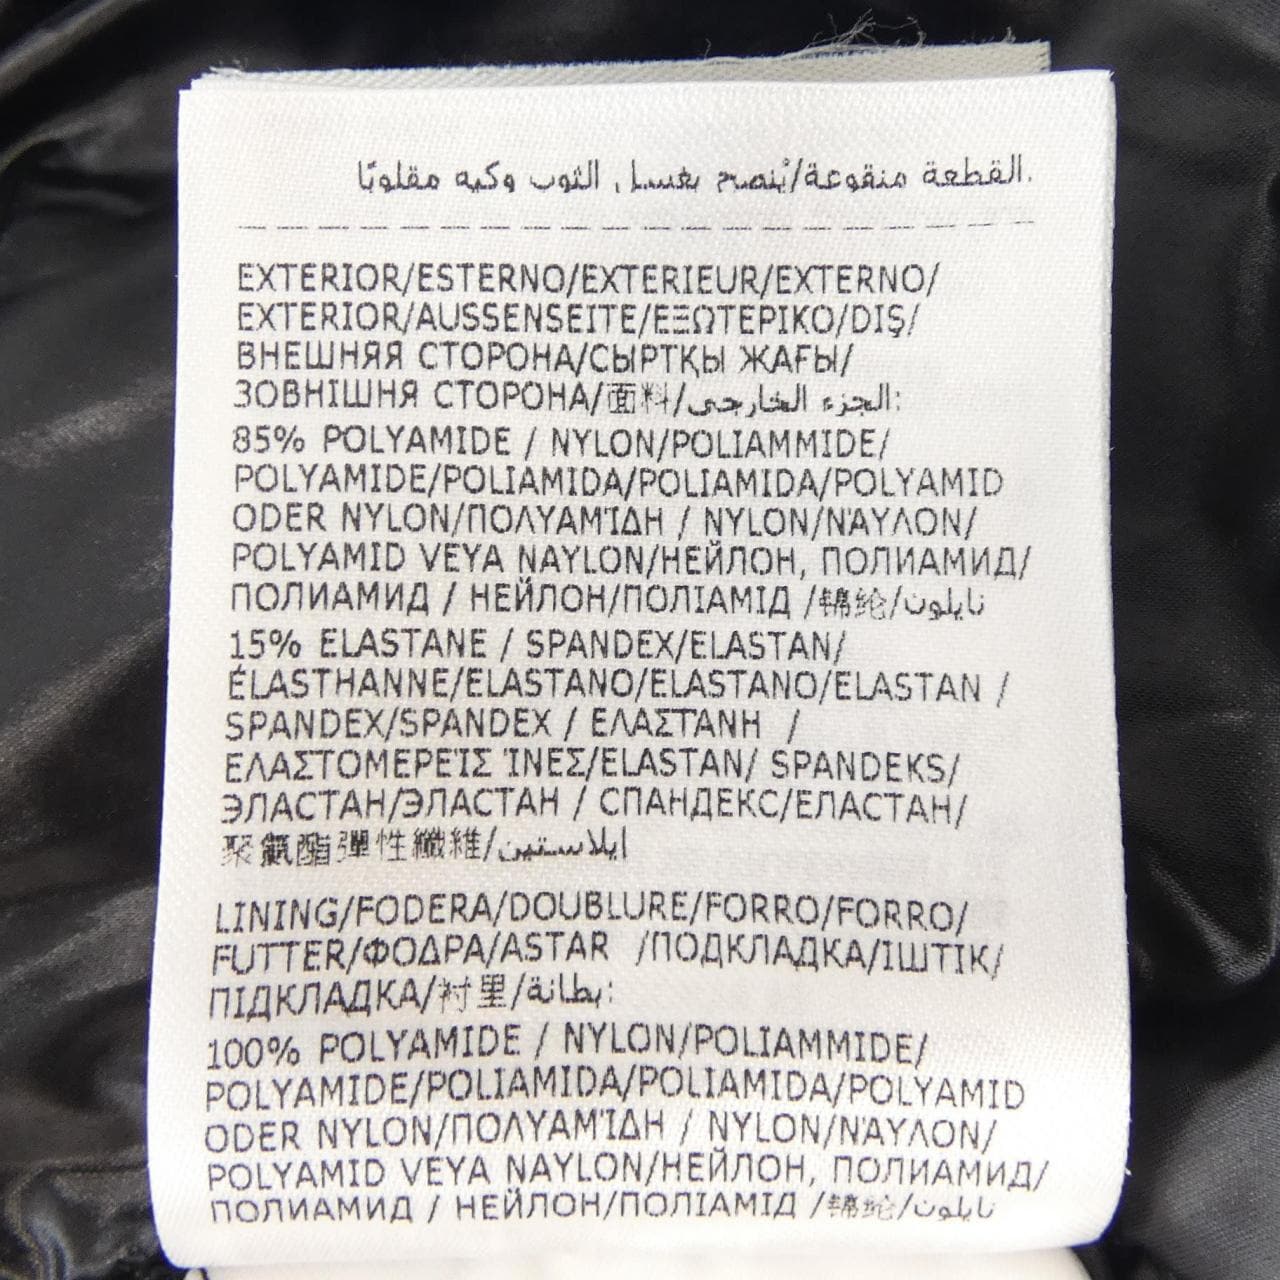 القطعة منقوعة/يُنصح بغسل الثوب وكيه مقلوبًا.
EXTERIOR/ESTERNO/EXTERIEUR/EXTERNO/
EXTERIOR/AUSSENSEITE/ΕΞΩΤΕΡΙΚΟ/DIŞ/
ВНЕШНЯЯ СТОРОНА/СЫРТҚЫ ЖАҒЫ/
ЗОВНІШНЯ СТОРОНА/面料/الجزء الخارجي:
85% POLYAMIDE / NYLON/POLIAMMIDE/
POLYAMIDE/POLIAMIDA/POLIAMIDA/POLYAMID
ODER NYLON/ΠΟΛΥΑΜΊΔΗ / NYLON/ΝΆΥΛΟΝ/
POLYAMID VEYA NAYLON/НЕЙЛОН, ПОЛИАМИД/
ПОЛИАМИД / НЕЙЛОН/ПОЛІАМІД /锦纶/نايلون
15% ELASTANE / SPANDEX/ELASTAN/
ÉLASTHANNE/ELASTANO/ELASTANO/ELASTAN /
SPANDEX/SPANDEX / ΕΛΑΣΤΆΝΗ /
ΕΛΑΣΤΟΜΕΡΕΊΣ ΊΝΕΣ/ELASTAN/ SPANDEKS/
ЭЛАСТАН/ЭЛАСТАН / СПАНДЕКС/ЕЛАСТАН/
聚氨酯彈性纖維/ايلاستين
LINING/FODERA/DOUBLURE/FORRO/FORRO/
FUTTER/ΦΟΔΡΑ/ASTAR /ПОДКЛАДКА/ІШТІК/
ПІДКЛАДКА/衬里/بطانة:
100% POLYAMIDE / NYLON/POLIAMMIDE/
POLYAMIDE/POLIAMIDA/POLIAMIDA/POLYAMID
ODER NYLON/ΠΟΛΥΑΜΊΔΗ / NYLON/ΝΆΥΛΟΝ/
POLYAMID VEYA NAYLON/НЕЙЛОН, ПОЛИАМИД/
ПОЛИАМИД / НЕЙЛОН/ПОЛІАМІД /锦纶/نايلون